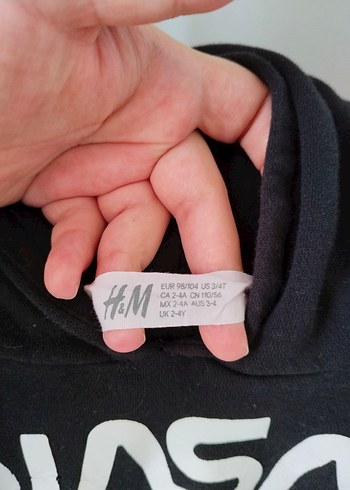 H&M
EUR 98/104 US 3/4T
CA 2-4A CN 110/56
MX 2-4A AUS 3-4
UK 2-4Y
NASA